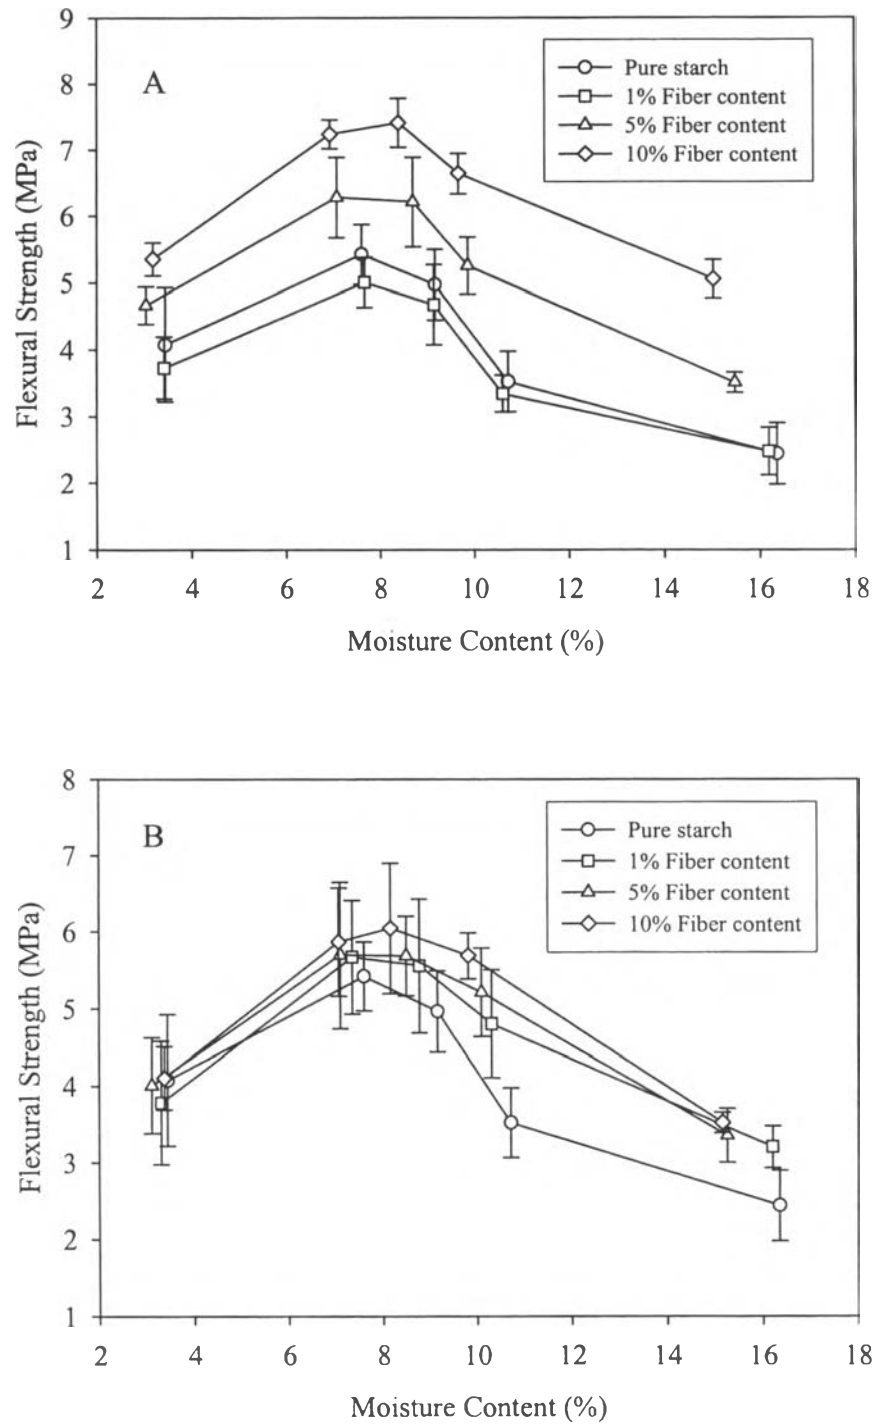 A
Pure starch
1% Fiber content
5% Fiber content
10% Fiber content
Flexural Strength (MPa)
9
8
7
6
5
4
3
2
1
2 4 6 8 10 12 14 16 18
Moisture Content (%)
B
Pure starch
1% Fiber content
5% Fiber content
10% Fiber content
Flexural Strength (MPa)
8
7
6
5
4
3
2
1
2 4 6 8 10 12 14 16 18
Moisture Content (%)